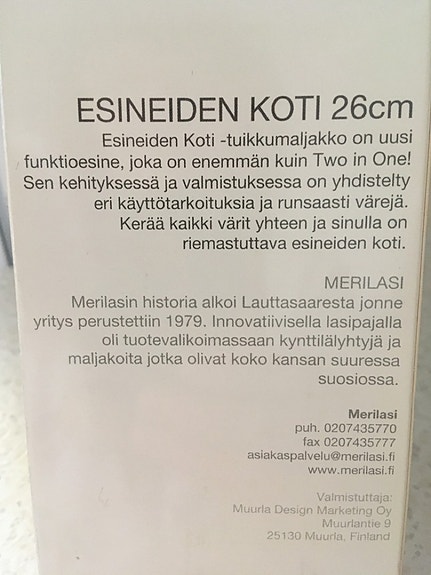 ESINEIDEN KOTI 26cm
Esineiden Koti -tuikkumaljakko on uusi
funktioesine, joka on enemmän kuin Two in One!
Sen kehityksessä ja valmistuksessa on yhdistelty
eri käyttötarkoituksia ja runsaasti värejä.
Kerää kaikki värit yhteen ja sinulla on
riemastuttava esineiden koti.
MERILASI
Merilasin historia alkoi Lauttasaaresta jonne
yritys perustettiin 1979. Innovatiivisella lasipajalla
oli tuotevalikoimassaan kynttilälyhtyjä ja
maljakoita jotka olivat koko kansan suuressa
suosiossa.
Merilasi
puh. 0207435770
fax 0207435777
asiakaspalvelu@merilasi.fi
www.merilasi.fi
Valmistuttaja:
Muurla Design Marketing Oy
Muurlantie 9
25130 Muurla, Finland